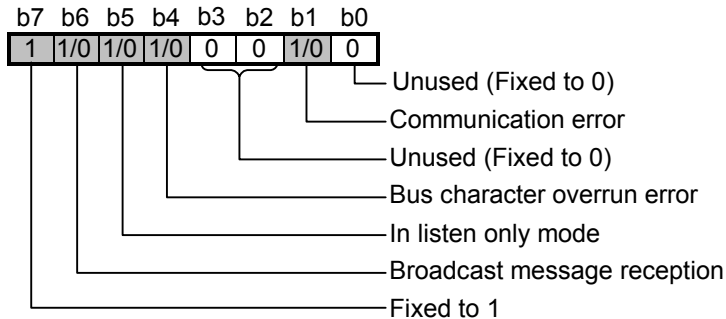 b7 b6 b5 b4 b3 b2 b1 b0
1 1/0 1/0 1/0 0 0 1/0 0
Unused (Fixed to 0)
Communication error
Unused (Fixed to 0)
Bus character overrun error
In listen only mode
Broadcast message reception
Fixed to 1